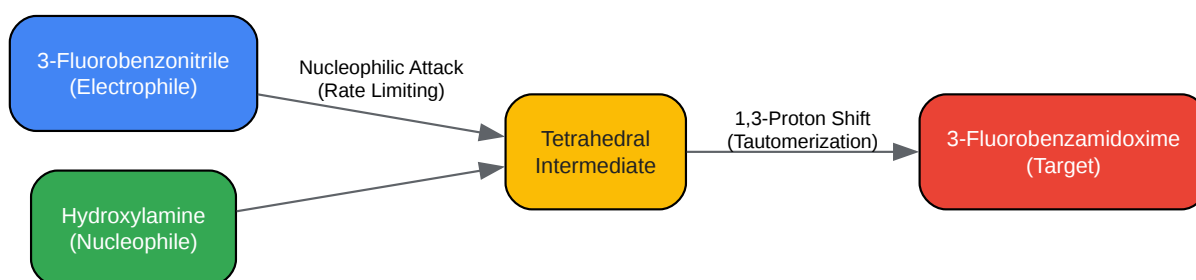 3-Fluorobenzonitrile
(Electrophile)
Nucleophilic Attack
(Rate Limiting)
Hydroxylamine
(Nucleophile)
Tetrahedral
Intermediate
1,3-Proton Shift
(Tautomerization)
3-Fluorobenzamidoxime
(Target)